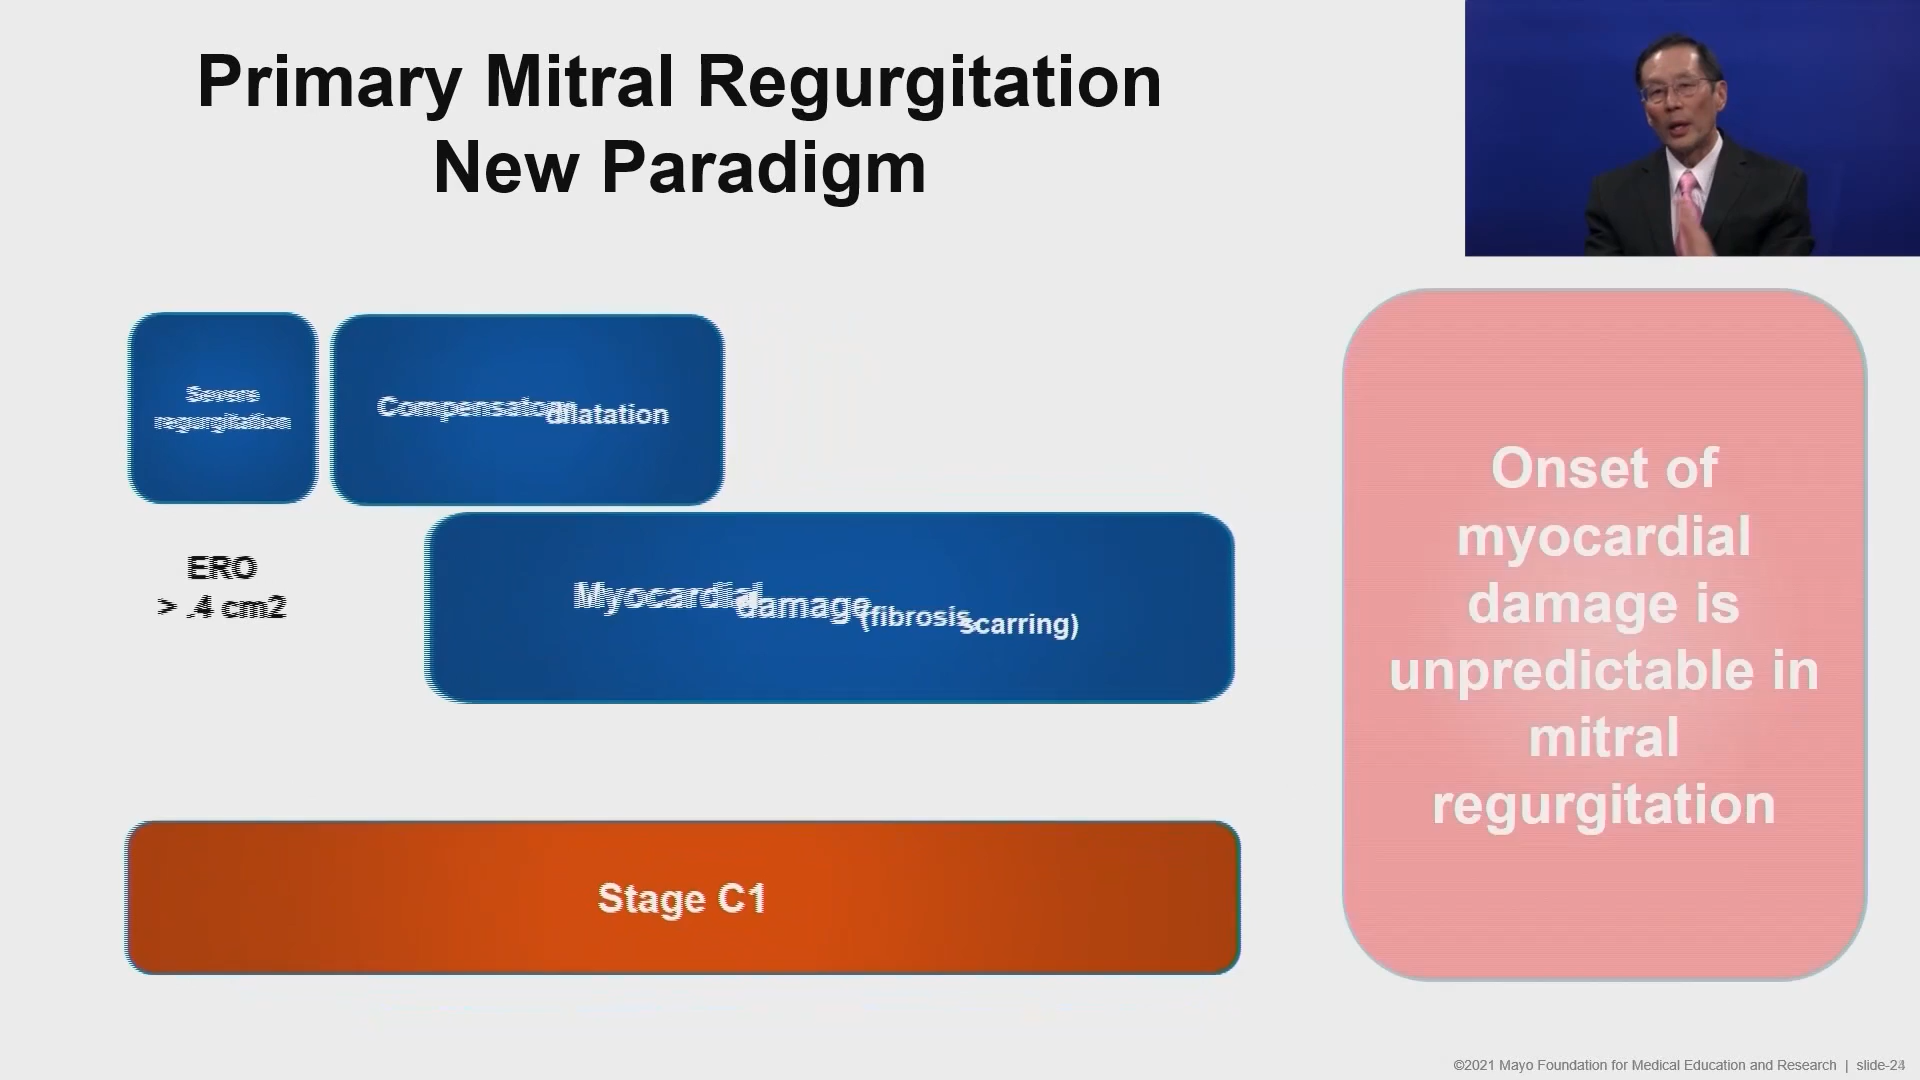 Primary Mitral Regurgitation
New Paradigm
Severe
regurgitation
Compensatory dilatation
ERO
> .4 cm2
Myocardial damage (fibrosis, scarring)
Stage C1
Onset of
myocardial
damage is
unpredictable in
mitral
regurgitation
©2021 Mayo Foundation for Medical Education and Research | slide-24